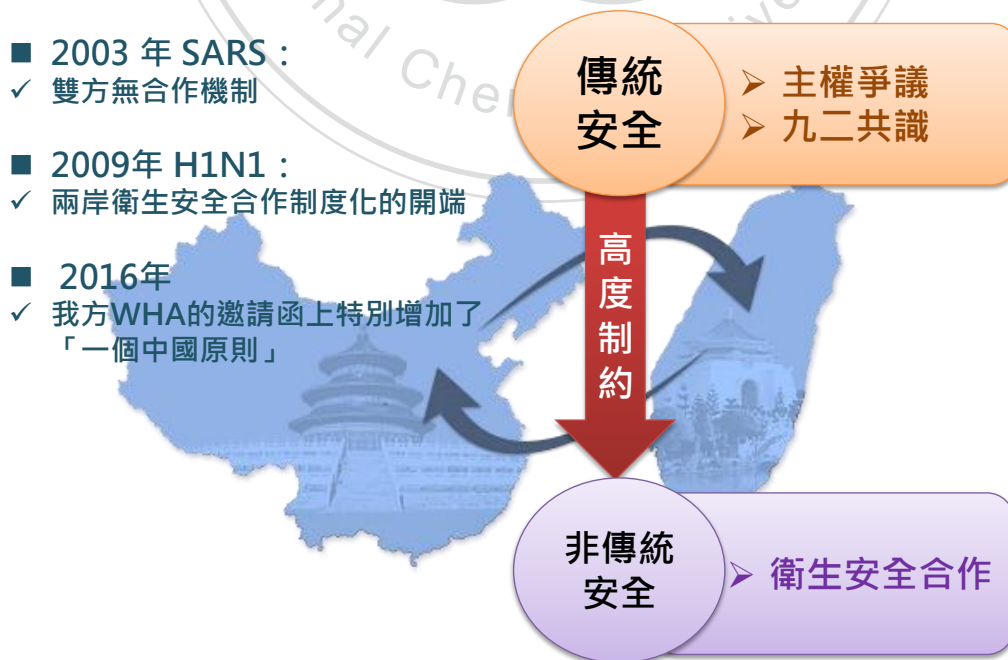 ■ 2003 年 SARS：
✓ 雙方無合作機制
■ 2009年 H1N1：
✓ 兩岸衛生安全合作制度化的開端
■ 2016年
✓ 我方WHA的邀請函上特別增加了
「一個中國原則」
傳統
安全
➢ 主權爭議
➢ 九二共識
高
度
制
約
非傳統
安全
➢ 衛生安全合作